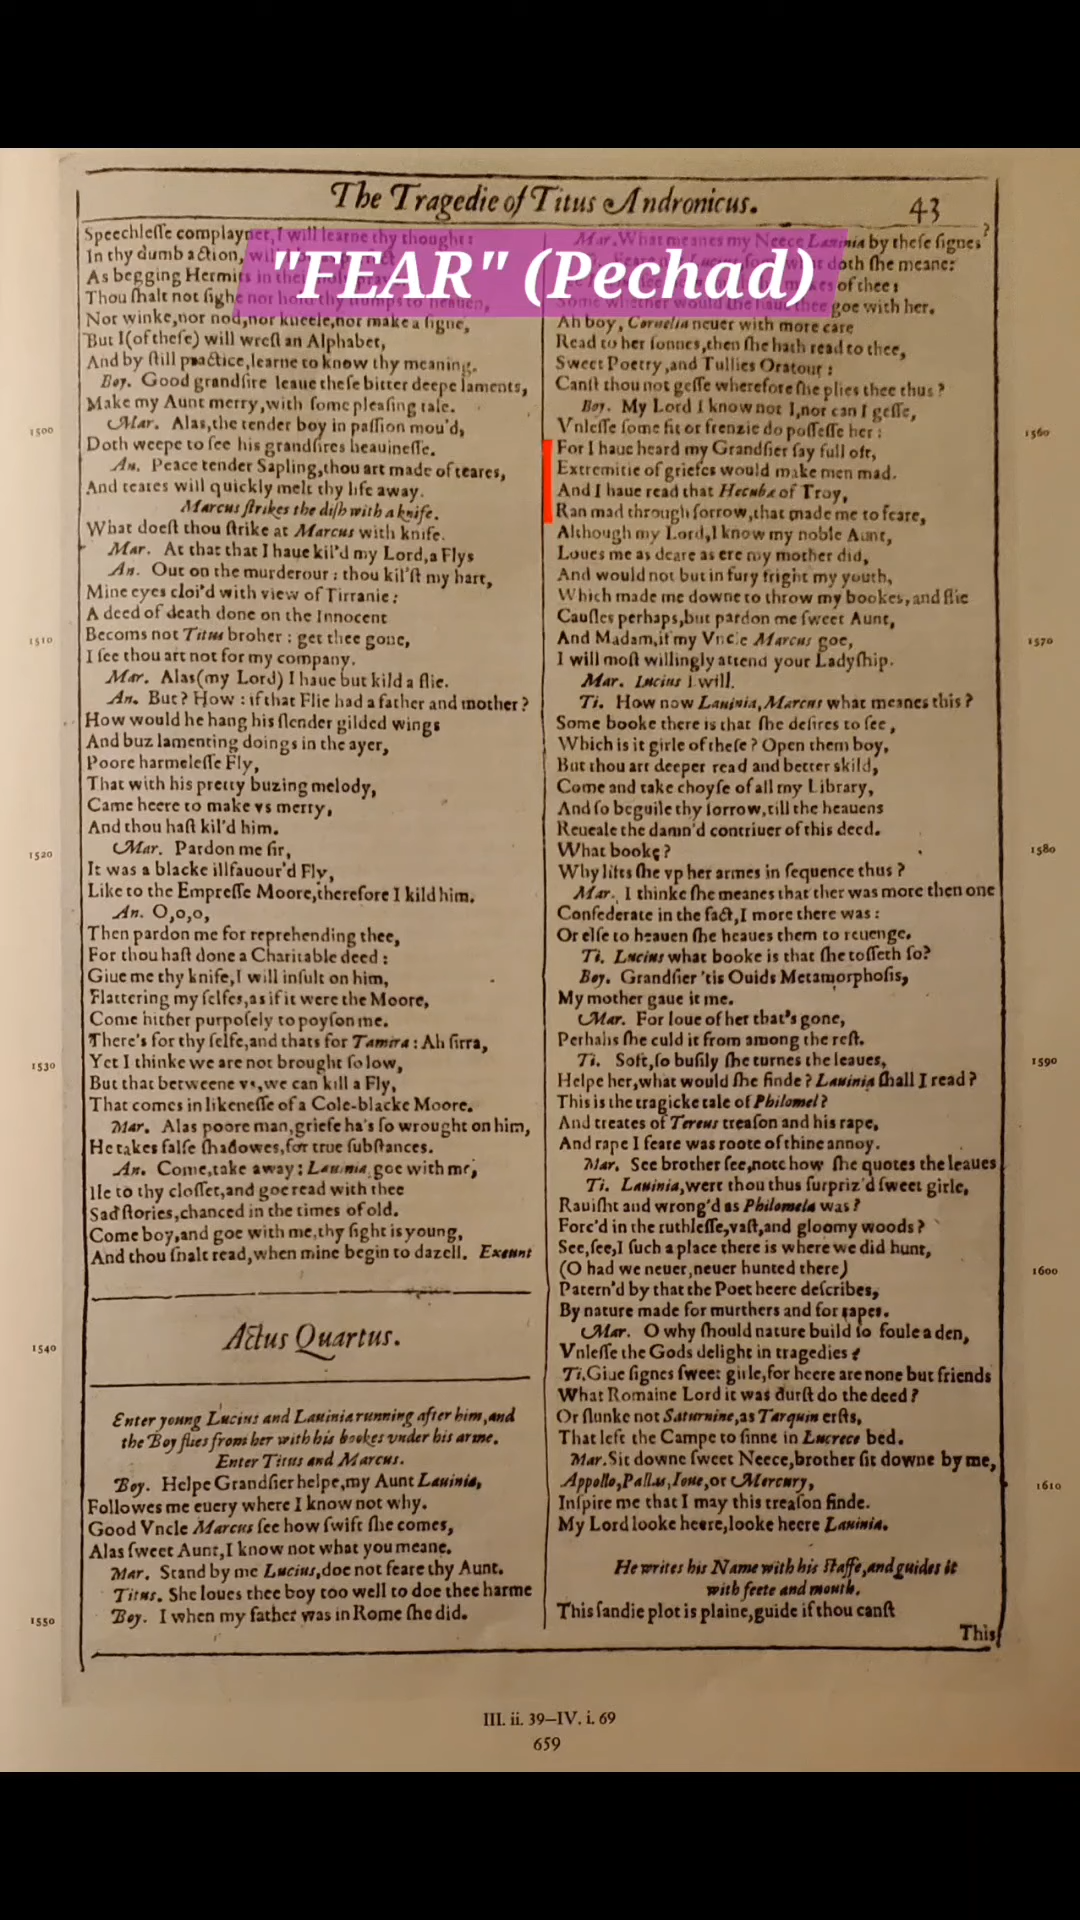 "FEAR" (Pechad)
The Tragedie of Titus Andronicus.
43
Speechlesse complaynet, I will learne thy thought:
In thy dumb action, will
As begging Hermits in their holy
Thou ſhalt not ſighe nor hold thy ſtumps to heauen,
Nor winke, nor nod, nor kneele, nor make a ſigne,
But I (of theſe) will wreſt an Alphabet,
And by ſtill practice, learne to know thy meaning.
Boy. Good grandſire leaue theſe bitter deepe laments,
Make my Aunt merry, with ſome pleaſing tale.
Mar. Alas, the tender boy in paſſion mou'd,
1500
Doth weepe to ſee his grandſires heauineſſe.
An. Peace tender Sapling, thou art made of teares,
And teares will quickly melt thy life away.
Marcus ſtrikes the diſh with a knife.
What doeſt thou ſtrike at Marcus with knife.
Mar. At that that I haue kil'd my Lord, a Flys
An. Out on the murderour: thou kil'ſt my hart,
Mine eyes cloi'd with view of Tirranie:
A deed of death done on the Innocent
1510
Becoms not Titus broher: get thee gone,
I ſee thou art not for my company.
Mar. Alas (my Lord) I haue but kild a flie.
An. But? How: if that Flie had a father and mother?
How would he hang his ſlender gilded wings
And buz lamenting doings in the ayer,
Poore harmeleſſe Fly,
That with his pretty buzing melody,
Came heere to make vs merry,
And thou haſt kil'd him.
Mar. Pardon me ſir,
1520
It was a blacke illfauour'd Fly,
Like to the Empreſſe Moore, therefore I kild him.
An. O, o, o,
Then pardon me for reprehending thee,
For thou haſt done a Charitable deed:
Giue me thy knife, I will inſult on him,
Flattering my ſelfes, as if it were the Moore,
Come hither purpoſely to poyſon me.
There's for thy ſelfe, and thats for Tamira: Ah ſirra,
1530
Yet I thinke we are not brought ſo low,
But that betweene vs, we can kill a Fly,
That comes in likeneſſe of a Cole-blacke Moore.
Mar. Alas poore man, griefe ha's ſo wrought on him,
He takes falſe ſhadowes, for true ſubſtances.
An. Come, take away: Lauinia, goe with me,
Ile to thy cloſſet, and goe read with thee
Sad ſtories, chanced in the times of old.
Come boy, and goe with me, thy ſight is young,
And thou ſhalt read, when mine begin to dazell. Exeunt
1540
Actus Quartus.
Enter young Lucius and Lauinia running after him, and
the Boy flies from her with his bookes vnder his arme.
Enter Titus and Marcus.
Boy. Helpe Grandſier helpe, my Aunt Lauinia,
Followes me euery where I know not why.
Good Vncle Marcus ſee how ſwift ſhe comes,
Alas ſweet Aunt, I know not what you meane.
Mar. Stand by me Lucius, doe not feare thy Aunt.
Titus. She loues thee boy too well to doe thee harme
1550
Boy. I when my father was in Rome ſhe did.
Mar. What meanes my Neece Lauinia by theſe ſignes?
doth ſhe meane:
of thee:
Some whether would ſhe haue thee goe with her.
Ah boy, Cornelia neuer with more care
Read to her ſonnes, then ſhe hath read to thee,
Sweet Poetry, and Tullies Oratour:
Canſt thou not geſſe wherefore ſhe plies thee thus?
Boy. My Lord I know not I, nor can I geſſe,
1560
Vnleſſe ſome fit or frenzie do poſſeſſe her:
For I haue heard my Grandſier ſay full oft,
Extremitie of griefes would make men mad.
And I haue read that Hecuba of Troy,
Ran mad through ſorrow, that made me to feare,
Although my Lord, I know my noble Aunt,
Loues me as deare as ere my mother did,
And would not but in fury fright my youth,
Which made me downe to throw my bookes, and flie
Cauſles perhaps, but pardon me ſweet Aunt,
1570
And Madam, if my Vncle Marcus goe,
I will moſt willingly attend your Ladyſhip.
Mar. Lucius I will.
Ti. How now Lauinia, Marcus what meanes this?
Some booke there is that ſhe deſires to ſee,
Which is it girle of theſe? Open them boy,
But thou art deeper read and better skild,
Come and take choyſe of all my Library,
And ſo beguile thy ſorrow, till the heauens
Reueale the damn'd contriuer of this deed.
1580
What booke?
Why lifts ſhe vp her armes in ſequence thus?
Mar. I thinke ſhe meanes that ther was more then one
Confederate in the fact, I more there was:
Or elſe to heauen ſhe heaues them to reuenge.
Ti. Lucius what booke is that ſhe toſſeth ſo?
Boy. Grandſier 'tis Ouids Metamorphoſis,
My mother gaue it me.
Mar. For loue of her that's gone,
Perhahs ſhe culd it from among the reſt.
1590
Ti. Soft, ſo buſily ſhe turnes the leaues,
Helpe her, what would ſhe finde? Lauinia ſhall I read?
This is the tragicke tale of Philomel?
And treates of Tereus treaſon and his rape,
And rape I feare was roote of thine annoy.
Mar. See brother ſee, note how ſhe quotes the leaues
Ti. Lauinia, wert thou thus ſurpriz'd ſweet girle,
Rauiſht and wrong'd as Philomela was?
Forc'd in the ruthleſſe, vaſt, and gloomy woods?
See, ſee, I ſuch a place there is where we did hunt,
1600
(O had we neuer, neuer hunted there)
Patern'd by that the Poet heere deſcribes,
By nature made for murthers and for rapes.
Mar. O why ſhould nature build ſo foule a den,
Vnleſſe the Gods delight in tragedies?
Ti. Giue ſignes ſweet girle, for heere are none but friends
What Romaine Lord it was durſt do the deed?
Or ſlunke not Saturnine, as Tarquin erſts,
That left the Campe to ſinne in Lucrece bed.
Mar. Sit downe ſweet Neece, brother ſit downe by me,
1610
Appollo, Pallas, Ioue, or Mercury,
Inſpire me that I may this treaſon finde.
My Lord looke heere, looke heere Lauinia.
He writes his Name with his ſtaffe, and guides it
with feete and mouth.
This ſandie plot is plaine, guide if thou canſt
This
III. ii. 39–IV. i. 69
659